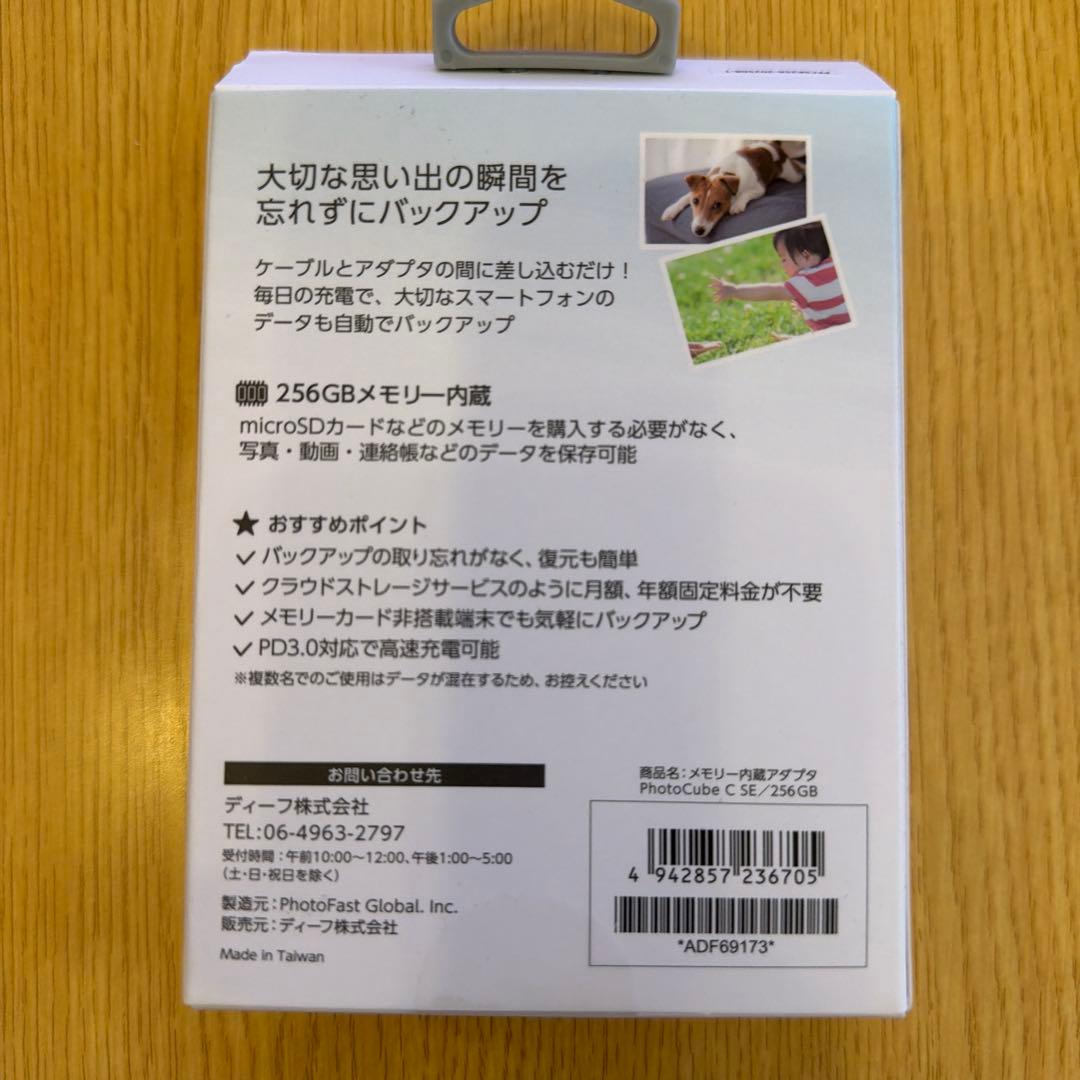 大切な思い出の瞬間を
忘れずにバックアップ
ケーブルとアダプタの間に差し込むだけ！
毎日の充電で、大切なスマートフォンの
データも自動でバックアップ
256GBメモリー内蔵
microSDカードなどのメモリーを購入する必要がなく、
写真・動画・連絡帳などのデータを保存可能
★ おすすめポイント
✓ バックアップの取り忘れがなく、復元も簡単
✓ クラウドストレージサービスのように月額、年額固定料金が不要
✓ メモリーカード非搭載端末でも気軽にバックアップ
✓ PD3.0対応で高速充電可能
※複数名でのご使用はデータが混在するため、お控えください
お問い合わせ先
ディーフ株式会社
TEL:06-4963-2797
受付時間：午前10:00〜12:00、午後1:00〜5:00
（土・日・祝日を除く）
製造元：PhotoFast Global. Inc.
販売元：ディーフ株式会社
Made in Taiwan
商品名：メモリー内蔵アダプタ
PhotoCube C SE／256GB
4 942857 236705
*ADF69173*